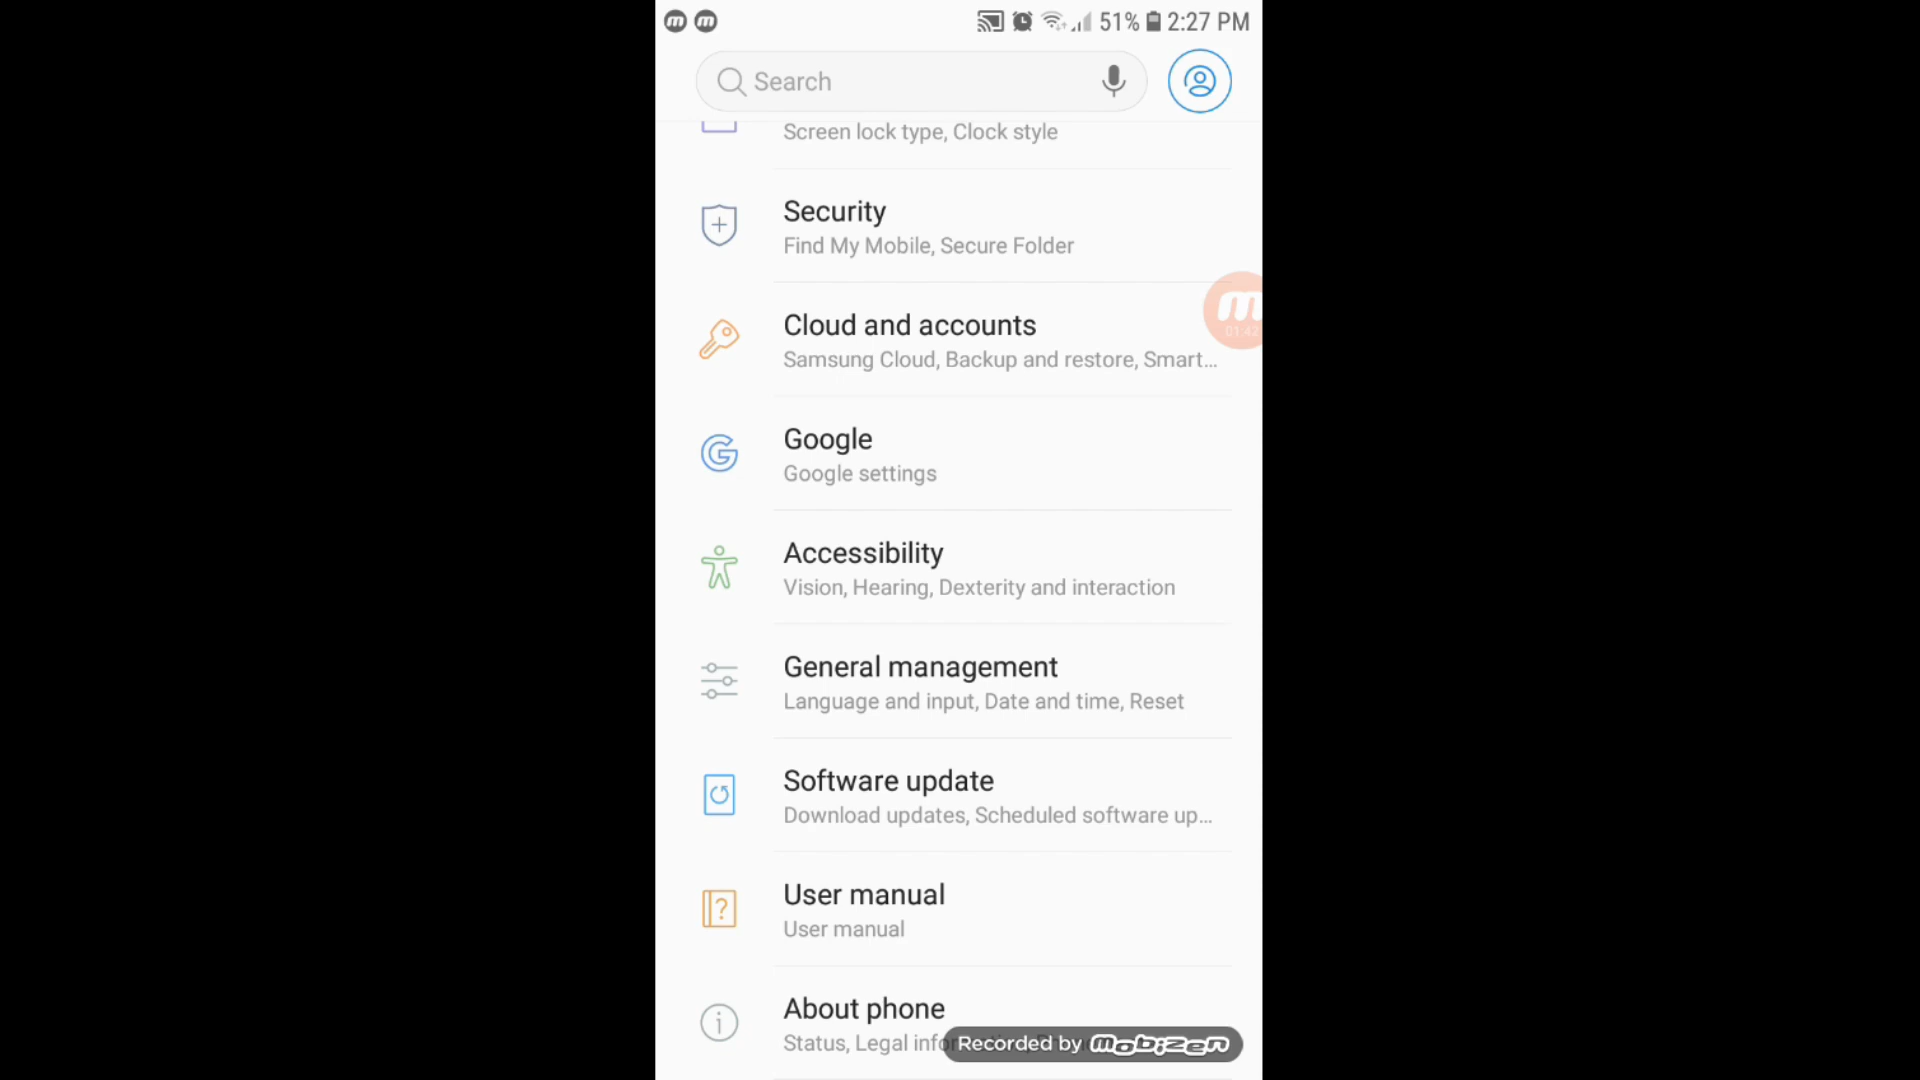 51% 2:27 PM
Search
Screen lock type, Clock style
Security
Find My Mobile, Secure Folder
Cloud and accounts
Samsung Cloud, Backup and restore, Smart...
01:42
Google
Google settings
Accessibility
Vision, Hearing, Dexterity and interaction
General management
Language and input, Date and time, Reset
Software update
Download updates, Scheduled software up...
User manual
User manual
About phone
Status, Legal
Recorded by mobizen